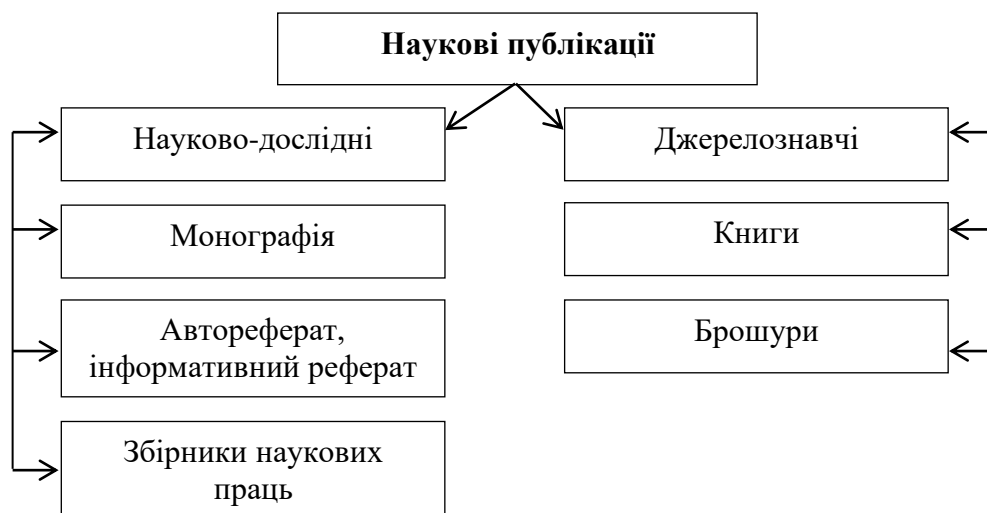 Наукові публікації
Науково-дослідні
Джерелознавчі
Монографія
Книги
Автореферат,
інформативний реферат
Брошури
Збірники наукових
праць